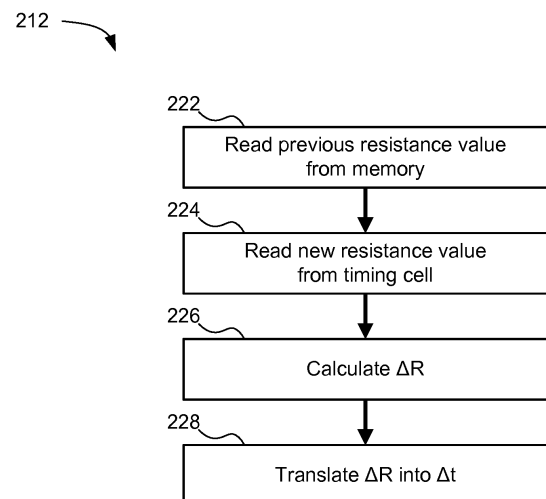 212
222
Read previous resistance value
from memory
224
Read new resistance value
from timing cell
226
Calculate ΔR
228
Translate ΔR into Δt